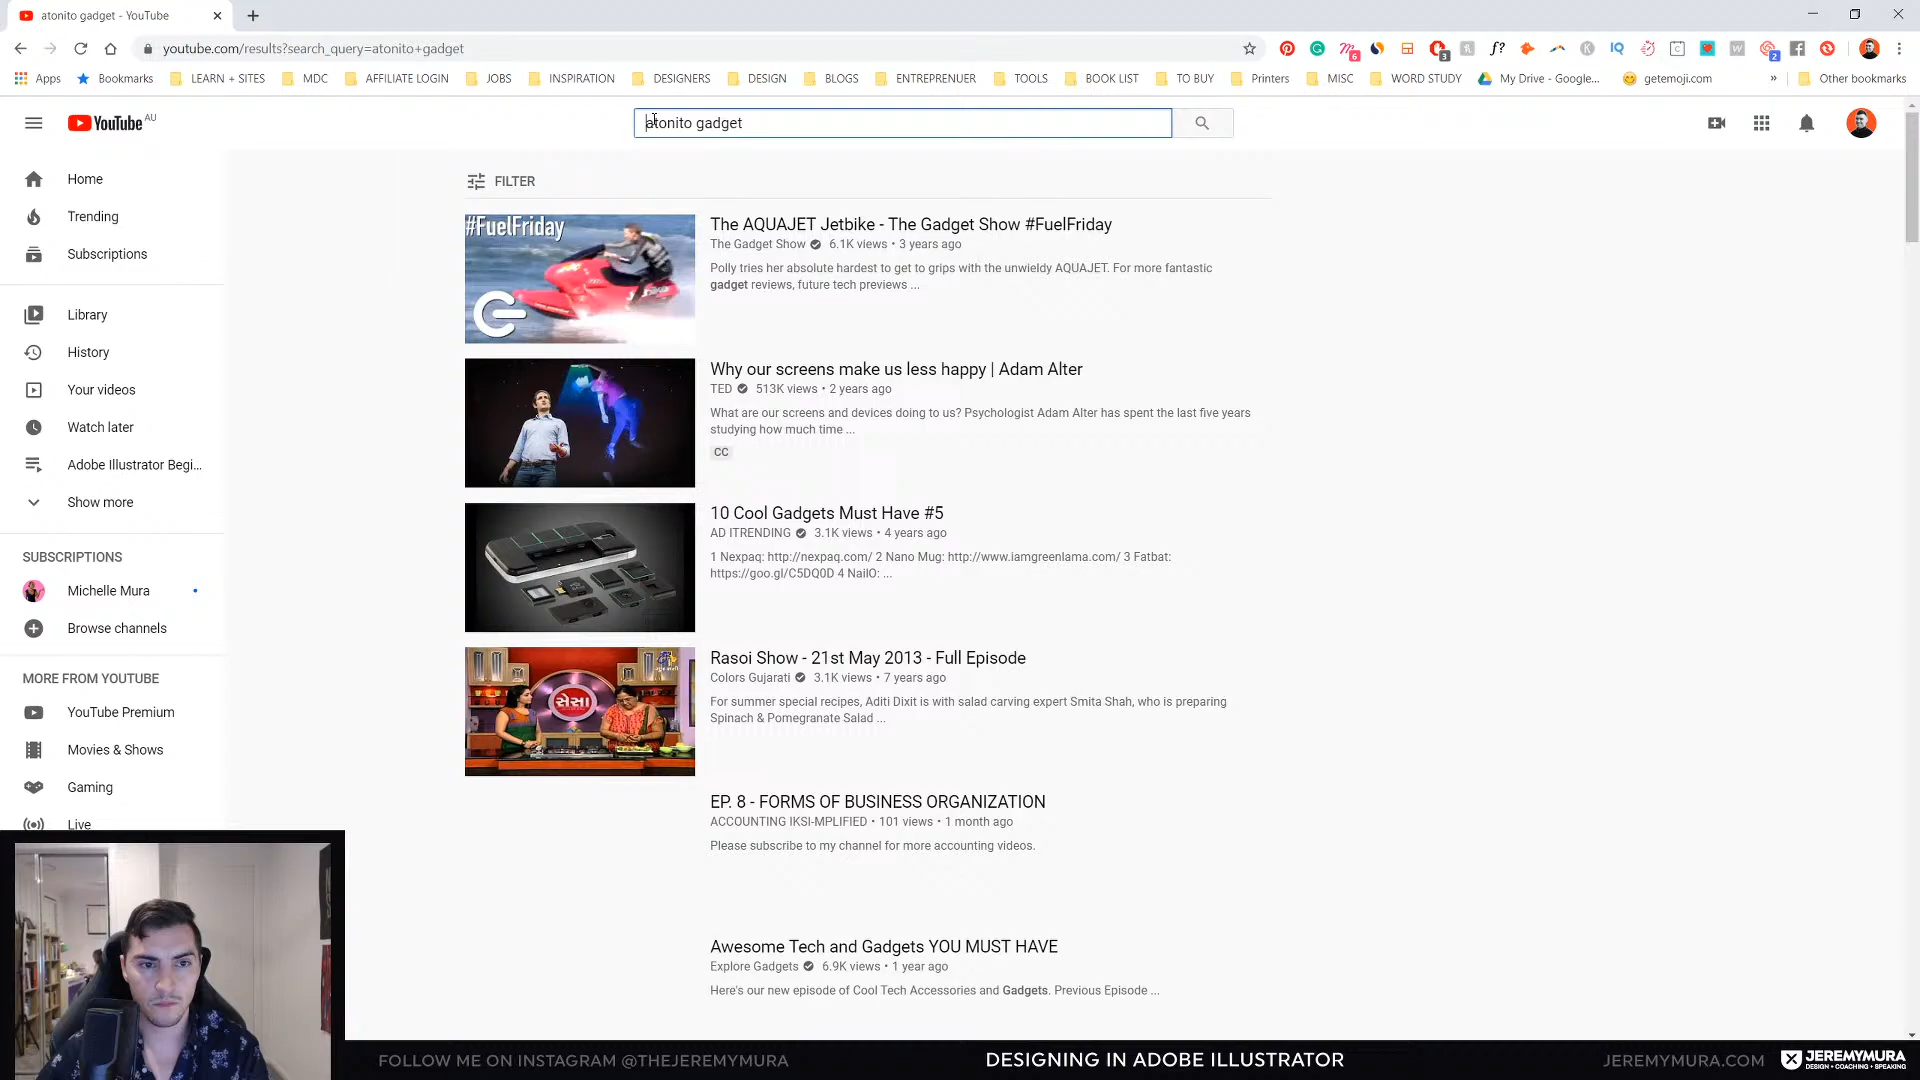 atonito gadget - YouTube
youtube.com/results?search_query=atonito+gadget
Apps
Bookmarks
LEARN + SITES
MDC
AFFILIATE LOGIN
JOBS
INSPIRATION
DESIGNERS
DESIGN
BLOGS
ENTREPRENUER
TOOLS
BOOK LIST
TO BUY
Printers
MISC
WORD STUDY
My Drive - Google...
getemoji.com
Other bookmarks
YouTube AU
atonito gadget
Home
Trending
Subscriptions
Library
History
Your videos
Watch later
Adobe Illustrator Begi...
Show more
SUBSCRIPTIONS
Michelle Mura
Browse channels
MORE FROM YOUTUBE
YouTube Premium
Movies & Shows
Gaming
Live
FILTER
#FuelFriday
The AQUAJET Jetbike - The Gadget Show #FuelFriday
The Gadget Show 6.1K views • 3 years ago
Polly tries her absolute hardest to get to grips with the unwieldy AQUAJET. For more fantastic
gadget reviews, future tech previews ...
Why our screens make us less happy | Adam Alter
TED 513K views • 2 years ago
What are our screens and devices doing to us? Psychologist Adam Alter has spent the last five years
studying how much time ...
CC
10 Cool Gadgets Must Have #5
AD ITRENDING 3.1K views • 4 years ago
1 Nexpaq: http://nexpaq.com/ 2 Nano Mug: http://www.iamgreenlama.com/ 3 Fatbat:
https://goo.gl/C5DQ0D 4 NailO: ...
રસોઇ
Rasoi Show - 21st May 2013 - Full Episode
Colors Gujarati 3.1K views • 7 years ago
For summer special recipes, Aditi Dixit is with salad carving expert Smita Shah, who is preparing
Spinach & Pomegranate Salad ...
EP. 8 - FORMS OF BUSINESS ORGANIZATION
ACCOUNTING IKSI-MPLIFIED • 101 views • 1 month ago
Please subscribe to my channel for more accounting videos.
Awesome Tech and Gadgets YOU MUST HAVE
Explore Gadgets 6.9K views • 1 year ago
Here's our new episode of Cool Tech Accessories and Gadgets. Previous Episode ...
FOLLOW ME ON INSTAGRAM @THEJEREMYMURA
DESIGNING IN ADOBE ILLUSTRATOR
JEREMYMURA.COM
JEREMYMURA
DESIGN • COACHING • SPEAKING